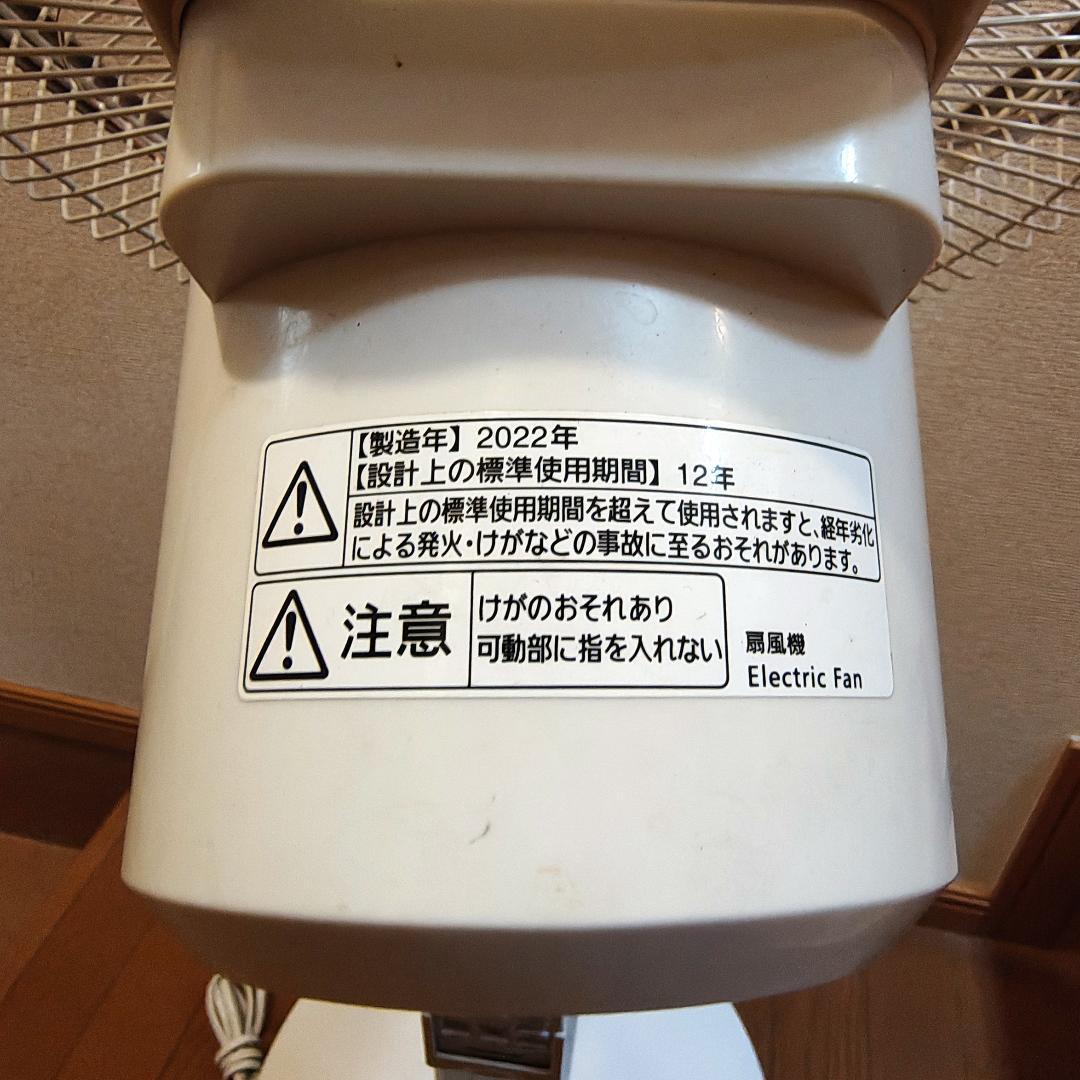 【製造年】2022年
【設計上の標準使用期間】12年
設計上の標準使用期間を超えて使用されますと、経年劣化
による発火・けがなどの事故に至るおそれがあります。
注意
けがのおそれあり
可動部に指を入れない
扇風機
Electric Fan